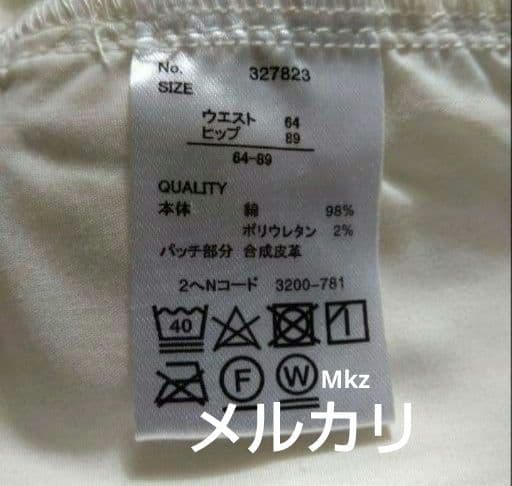 No. 327823
SIZE
ウエスト 64
ヒップ 89
64-89
QUALITY
本体 綿 98%
ポリウレタン 2%
パッチ部分 合成皮革
2へNコード 3200-781
40
F W Mkz
メルカリ